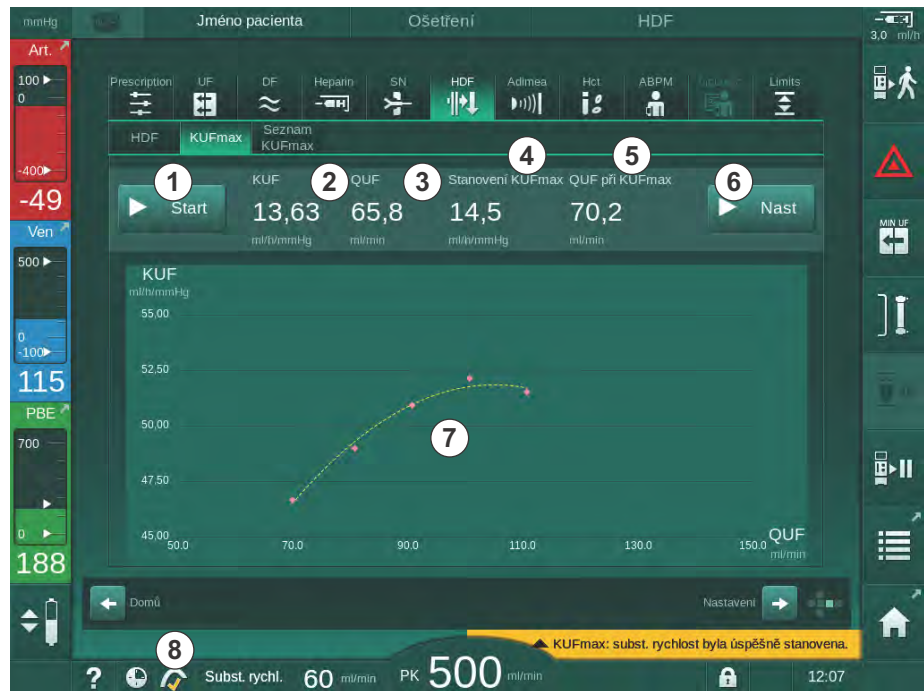 mmHg Jméno pacienta Ošetření HDF
3,0 ml/h
Art.
100
0
-400
-49
Ven
500
0
-100
115
PBE
700
0
188
Prescription UF DF Heparin SN HDF Adimea Hct. ABPM Limits
HDF KUFmax Seznam KUFmax
1 2 3 4 5 6
Start
KUF QUF Stanovení KUFmax QUF při KUFmax
13,63 65,8 14,5 70,2
ml/h/mmHg ml/min ml/h/mmHg ml/min
Nast
MIN UF
KUF
ml/h/mmHg
55,00
52,50
50,00
47,50
45,00
7
50.0 70.0 90.0 110.0 130.0 150.0
QUF
ml/min
Domů Nastavení
KUFmax: subst. rychlost byla úspěšně stanovena.
8
? Subst. rychl. 60 ml/min PK 500 ml/min 12:07